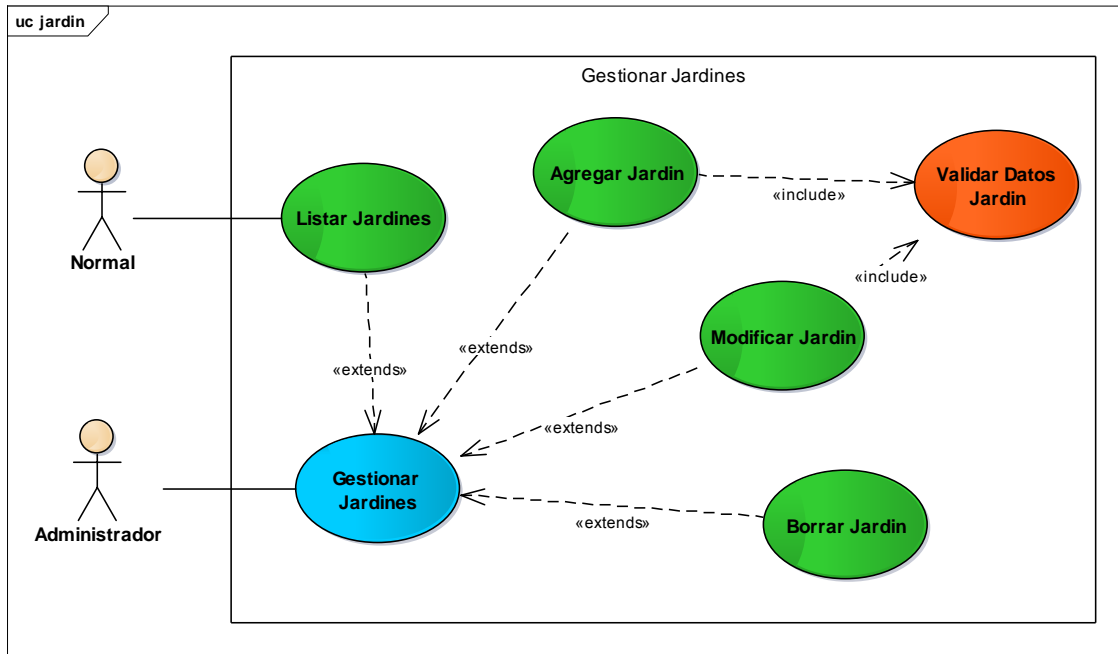 uc jardin
Gestionar Jardines
Agregar Jardin
Validar Datos
Jardin
«include»
Listar Jardines
Normal
«include»
Modificar Jardin
«extends»
«extends»
«extends»
Gestionar
Jardines
Administrador
«extends»
Borrar Jardin